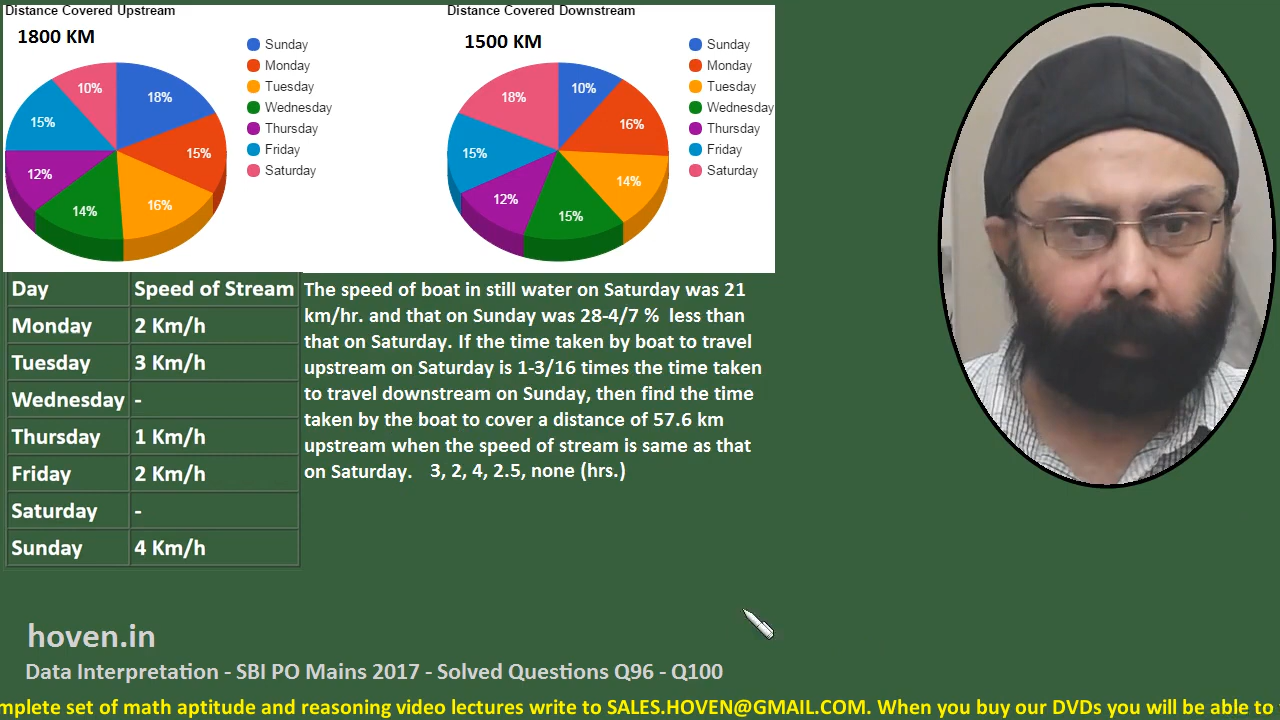 Distance Covered Upstream
1800 KM
18%
15%
16%
14%
12%
15%
10%
Sunday
Monday
Tuesday
Wednesday
Thursday
Friday
Saturday
Distance Covered Downstream
1500 KM
10%
16%
14%
15%
12%
15%
18%
Sunday
Monday
Tuesday
Wednesday
Thursday
Friday
Saturday
Day Speed of Stream
Monday 2 Km/h
Tuesday 3 Km/h
Wednesday -
Thursday 1 Km/h
Friday 2 Km/h
Saturday -
Sunday 4 Km/h
The speed of boat in still water on Saturday was 21
km/hr. and that on Sunday was 28-4/7 % less than
that on Saturday. If the time taken by boat to travel
upstream on Saturday is 1-3/16 times the time taken
to travel downstream on Sunday, then find the time
taken by the boat to cover a distance of 57.6 km
upstream when the speed of stream is same as that
on Saturday. 3, 2, 4, 2.5, none (hrs.)
hoven.in
Data Interpretation - SBI PO Mains 2017 - Solved Questions Q96 - Q100
mplete set of math aptitude and reasoning video lectures write to SALES.HOVEN@GMAIL.COM. When you buy our DVDs you will be able to